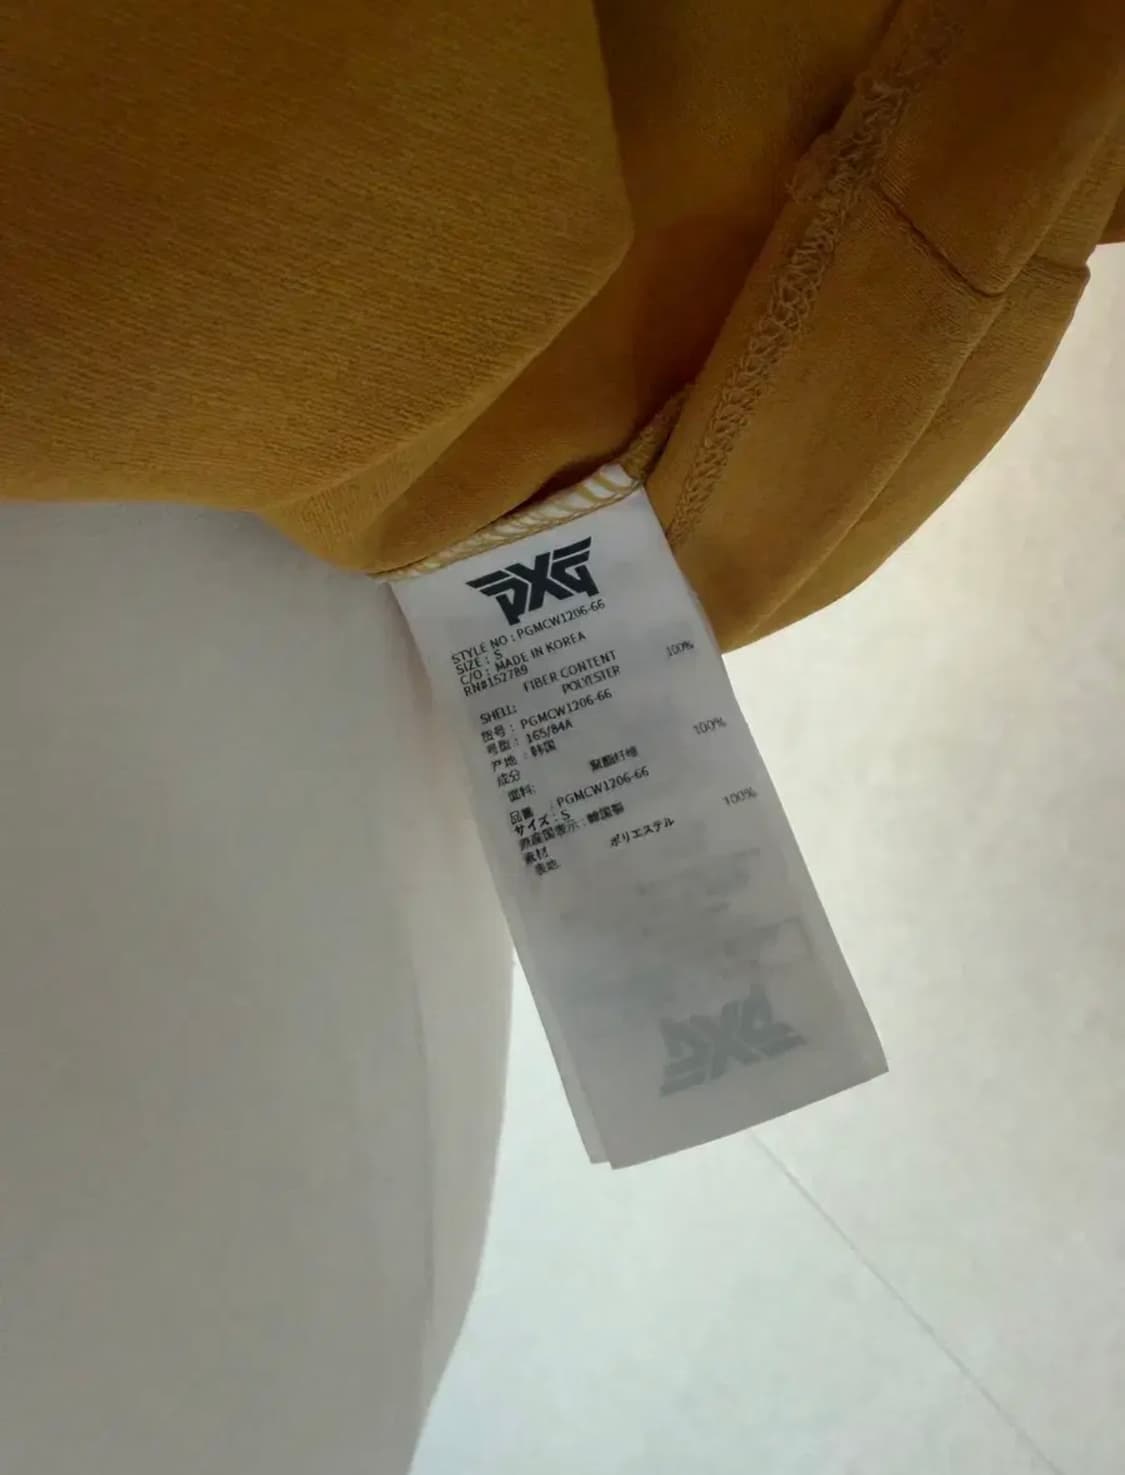 PXG
STYLE NO : PGMCW1206-66
SIZE : S
C/O : MADE IN KOREA
RN#152789
FIBER CONTENT
SHELL: POLYESTER 100%
货号 : PGMCW1206-66
号型 : 165/84A
产地 : 韩国
成分
面料: 聚酯纤维 100%
品番 : PGMCW1206-66
サイズ : S
原産国表示 : 韓国製
素材
表地 ポリエステル 100%
PXG